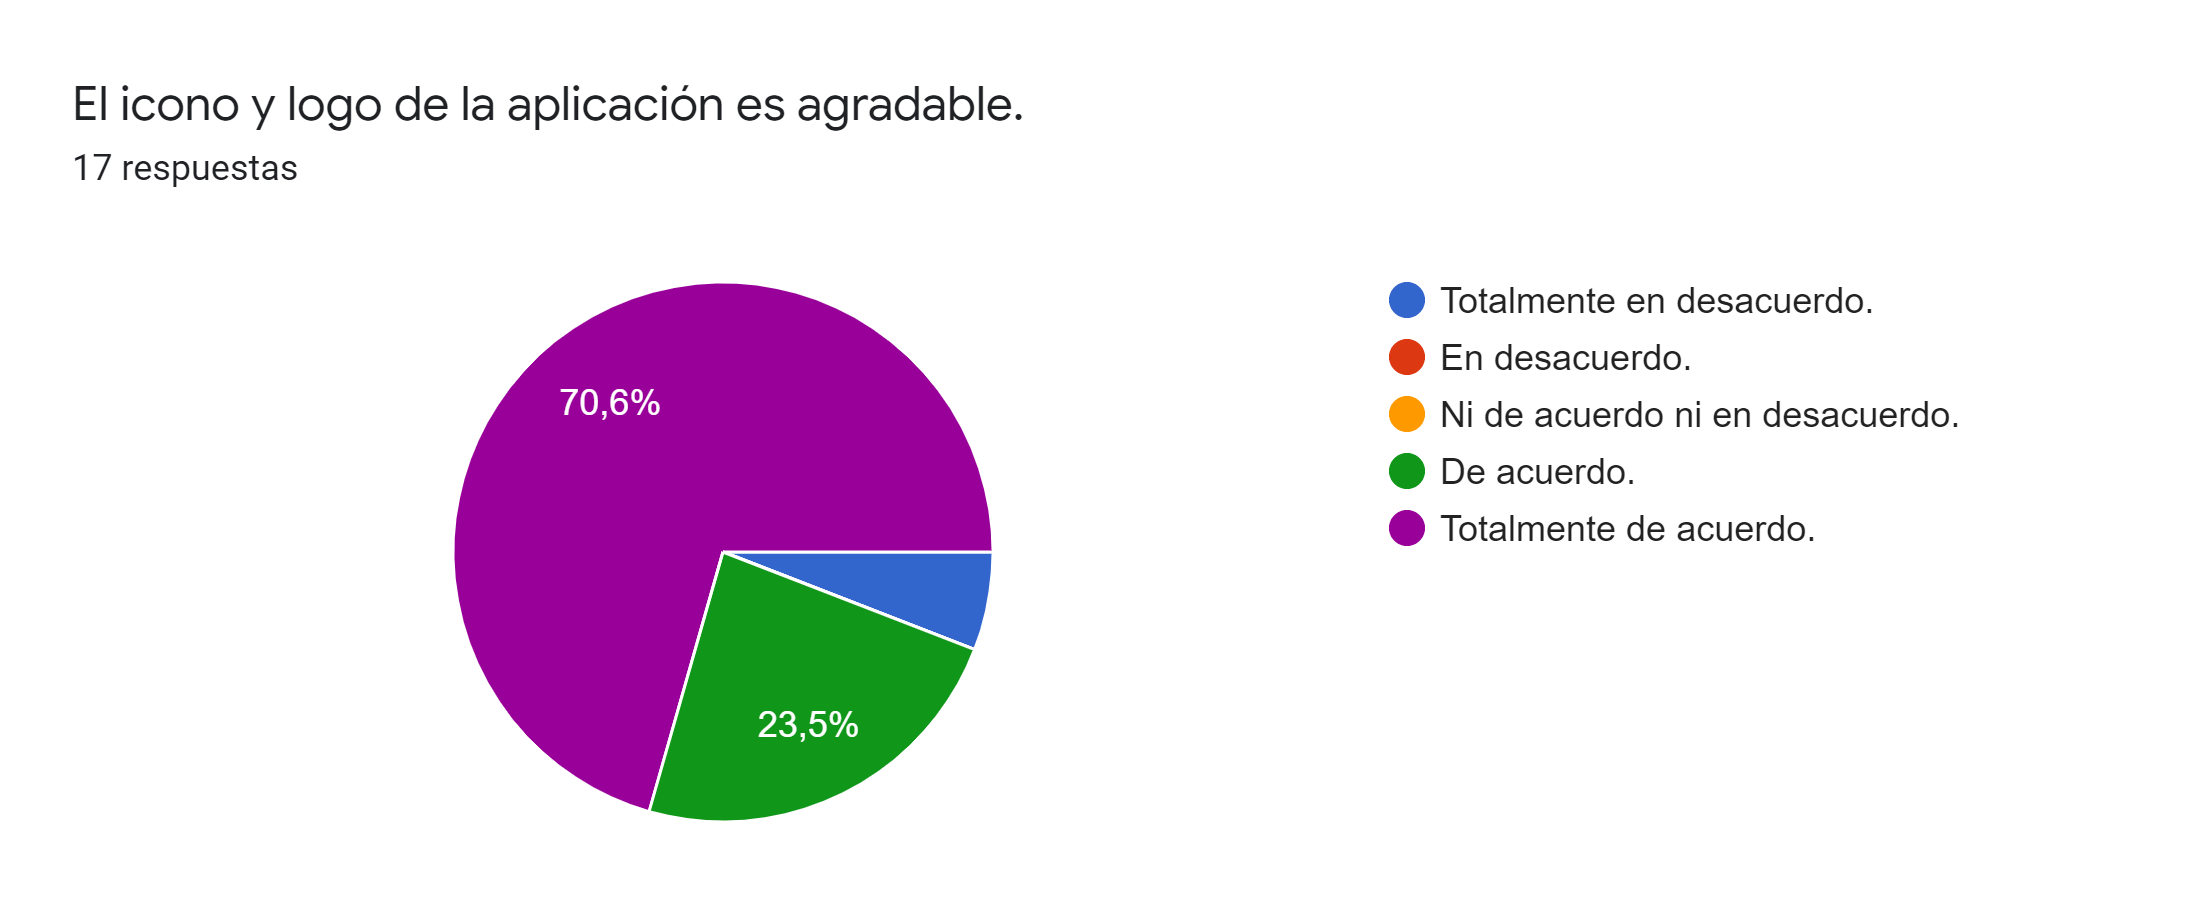 El icono y logo de la aplicación es agradable.
17 respuestas
70,6%
23,5%
Totalmente en desacuerdo.
En desacuerdo.
Ni de acuerdo ni en desacuerdo.
De acuerdo.
Totalmente de acuerdo.